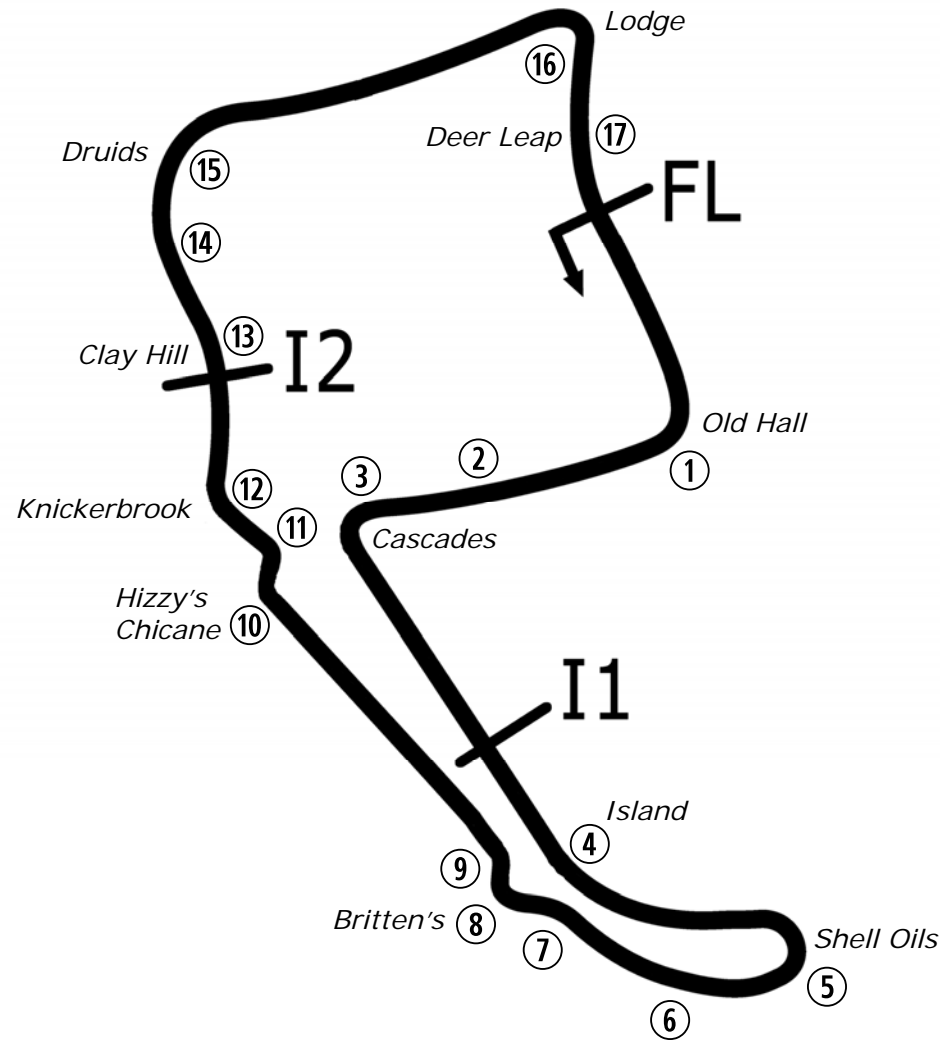 Lodge
16
Deer Leap
17
Druids
15
FL
14
13
Clay Hill
I2
Old Hall
1
2
3
12
Knickerbrook
11
Cascades
Hizzy's
Chicane
10
I1
Island
4
9
Britten's
8
7
Shell Oils
5
6